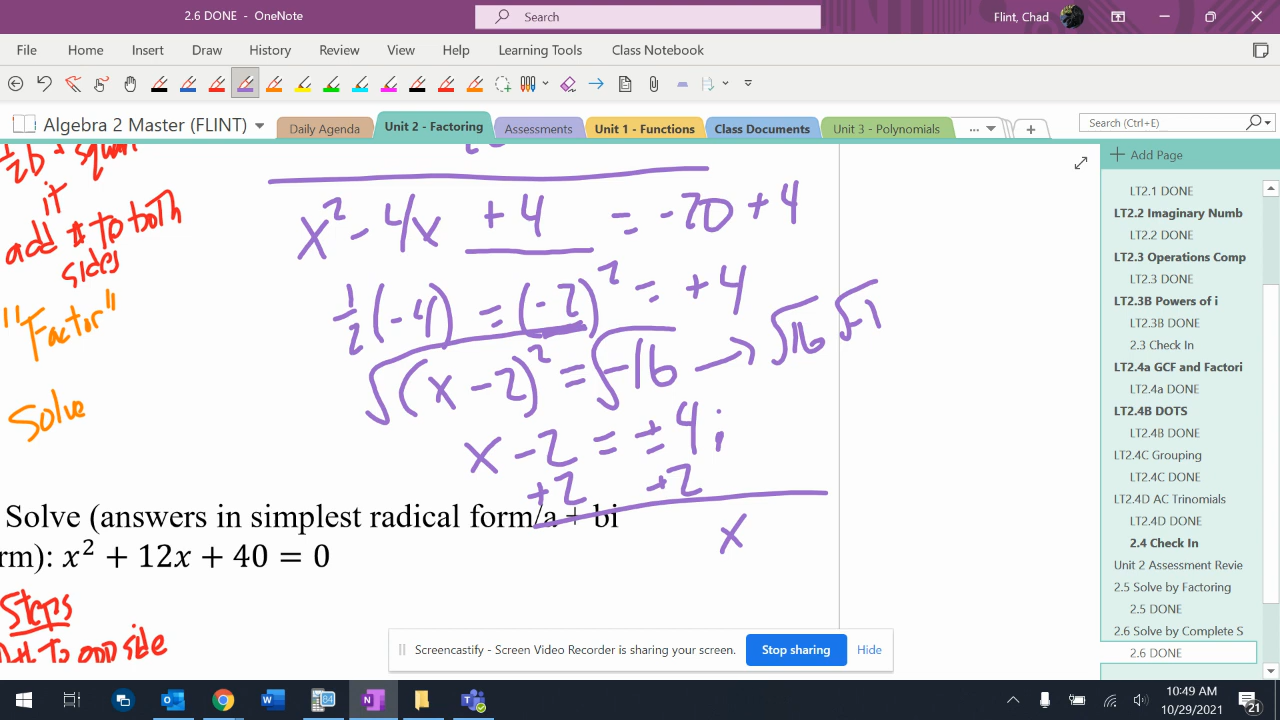 2.6 DONE - OneNote
Search
Flint, Chad
File Home Insert Draw History Review View Help Learning Tools Class Notebook
Algebra 2 Master (FLINT)
Daily Agenda
Unit 2 - Factoring
Assessments
Unit 1 - Functions
Class Documents
Unit 3 - Polynomials
...
Search (Ctrl+E)
Add Page
LT2.1 DONE
LT2.2 Imaginary Numb
LT2.2 DONE
LT2.3 Operations Comp
LT2.3 DONE
LT2.3B Powers of i
LT2.3B DONE
2.3 Check In
LT2.4a GCF and Factori
LT2.4a DONE
LT2.4B DOTS
LT2.4B DONE
LT2.4C Grouping
LT2.4C DONE
LT2.4D AC Trinomials
LT2.4D DONE
2.4 Check In
Unit 2 Assessment Revie
2.5 Solve by Factoring
2.5 DONE
2.6 Solve by Complete S
2.6 DONE
½b
it
add # to both
sides
"Factor"
Solve
x² - 4x + 4 = -20 + 4
½(-4) = (-2)² = +4
√(x - 2)² = √-16 → √16 √-1
x - 2 = ± 4i
+2 +2
x
Solve (answers in simplest radical form/a + bi
rm): x² + 12x + 40 = 0
Steps
to opp side
Screencastify - Screen Video Recorder is sharing your screen.
Stop sharing
Hide
10:49 AM
10/29/2021
21